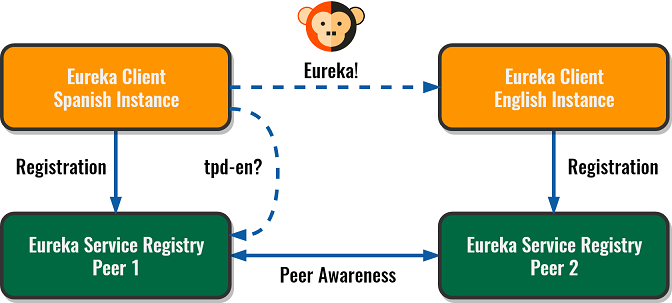 Eureka!
Eureka Client
Spanish Instance
Eureka Client
English Instance
Registration
tpd-en?
Registration
Eureka Service Registry
Peer 1
Peer Awareness
Eureka Service Registry
Peer 2